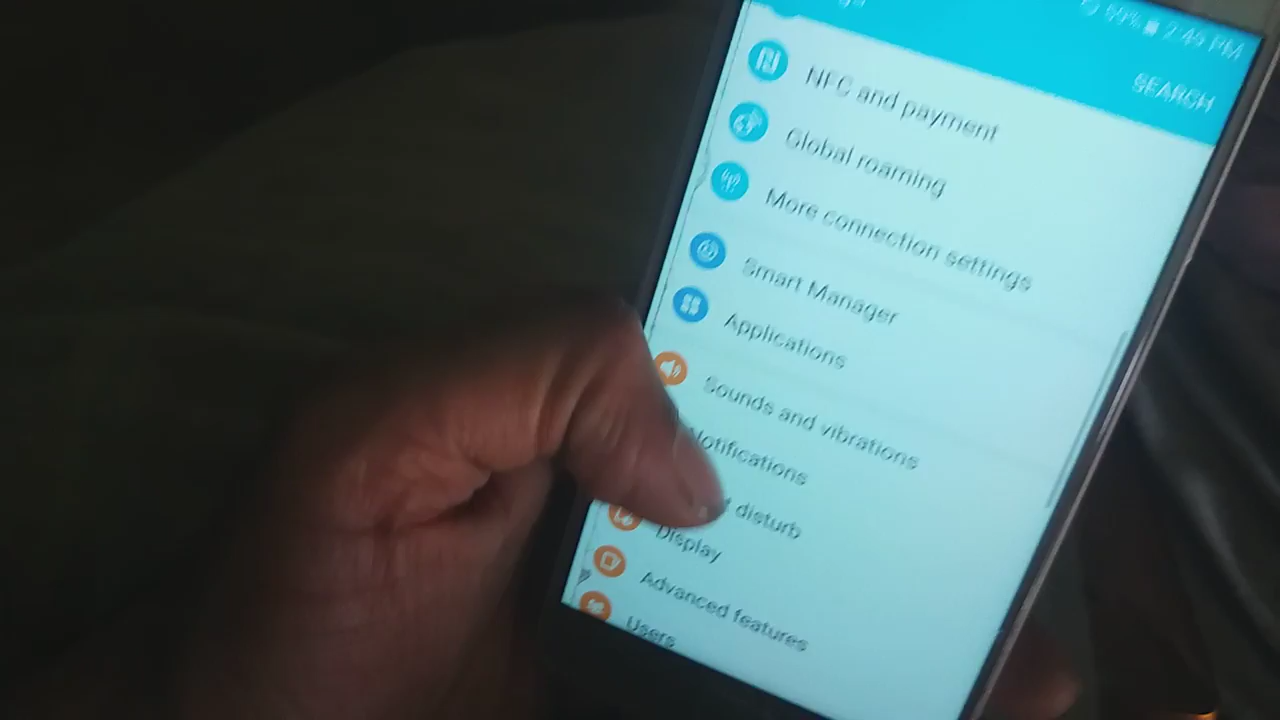 59% 2:49 PM
SEARCH
NFC and payment
Global roaming
More connection settings
Smart Manager
Applications
Sounds and vibrations
Notifications
disturb
Display
Advanced features
Users